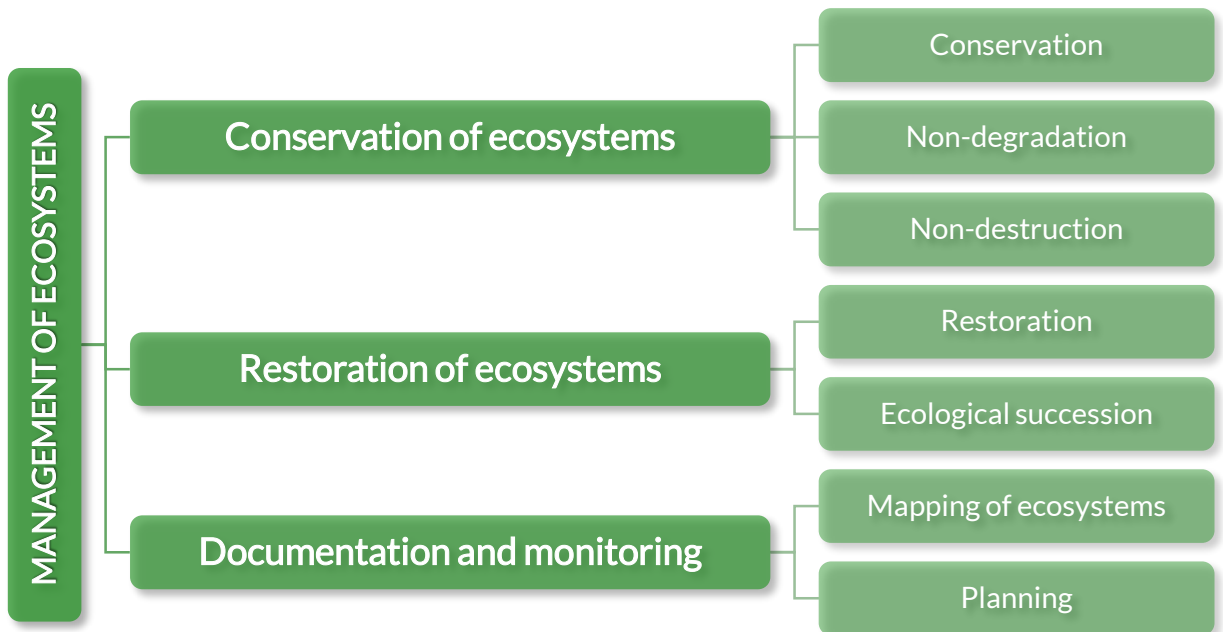 MANAGEMENT OF ECOSYSTEMS
Conservation of ecosystems
Conservation
Non-degradation
Non-destruction
Restoration of ecosystems
Restoration
Ecological succession
Documentation and monitoring
Mapping of ecosystems
Planning